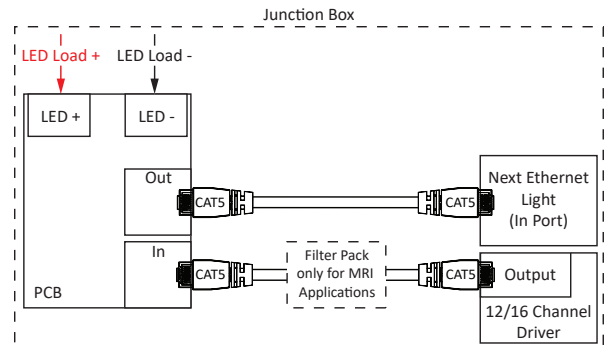 Junction Box
LED Load +
LED Load -
LED +
LED -
Out
CAT5
CAT5
Next Ethernet
Light
(In Port)
In
CAT5
Filter Pack
only for MRI
Applications
CAT5
Output
PCB
12/16 Channel
Driver